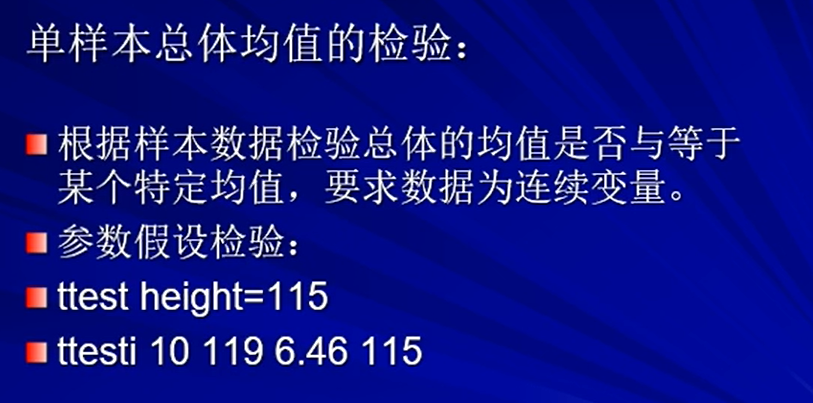 单样本总体均值的检验：
根据样本数据检验总体的均值是否与等于
某个特定均值，要求数据为连续变量。
参数假设检验：
ttest height=115
ttesti 10 119 6.46 115